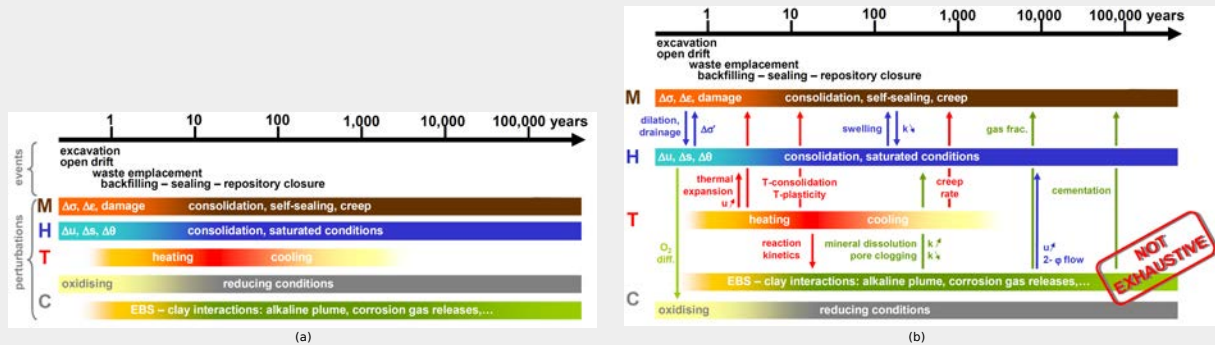 1 10 100 1,000 10,000 100,000 years
events
excavation
open drift
waste emplacement
backfilling – sealing – repository closure
perturbations
M Δσ, Δε, damage consolidation, self-sealing, creep
H Δu, Δs, Δθ consolidation, saturated conditions
T heating cooling
oxidising reducing conditions
C
EBS – clay interactions: alkaline plume, corrosion gas releases,...
(a)
1 10 100 1,000 10,000 100,000 years
excavation
open drift
waste emplacement
backfilling – sealing – repository closure
M Δσ, Δε, damage consolidation, self-sealing, creep
dilation,
drainage
Δσ'
swelling
k↘
gas frac.
H Δu, Δs, Δθ consolidation, saturated conditions
thermal
expansion
u↗
T-consolidation
T-plasticity
creep
rate
cementation
T heating cooling
O₂
diff.
reaction
kinetics
mineral dissolution
pore clogging
k↗
k↘
u↗
2- φ flow
NOT
EXHAUSTIVE
EBS – clay interactions: alkaline plume, corrosion gas releases,...
C
oxidising reducing conditions
(b)